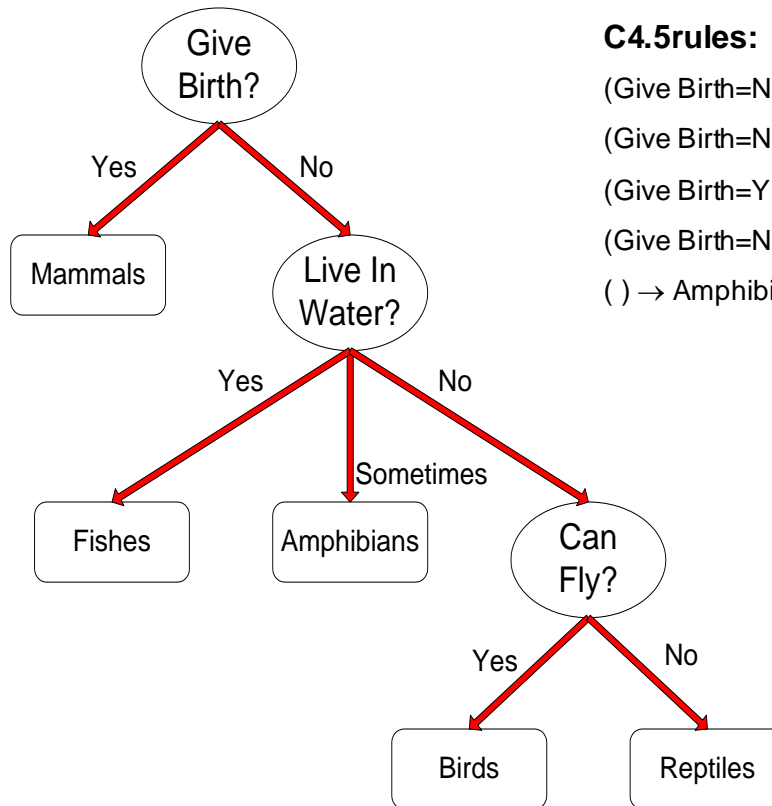 Give
Birth?
Yes
No
Mammals
Live In
Water?
Yes
Sometimes
No
Fishes
Amphibians
Can
Fly?
Yes
No
Birds
Reptiles
C4.5rules:
(Give Birth=N
(Give Birth=N
(Give Birth=Y
(Give Birth=N
( ) → Amphibi